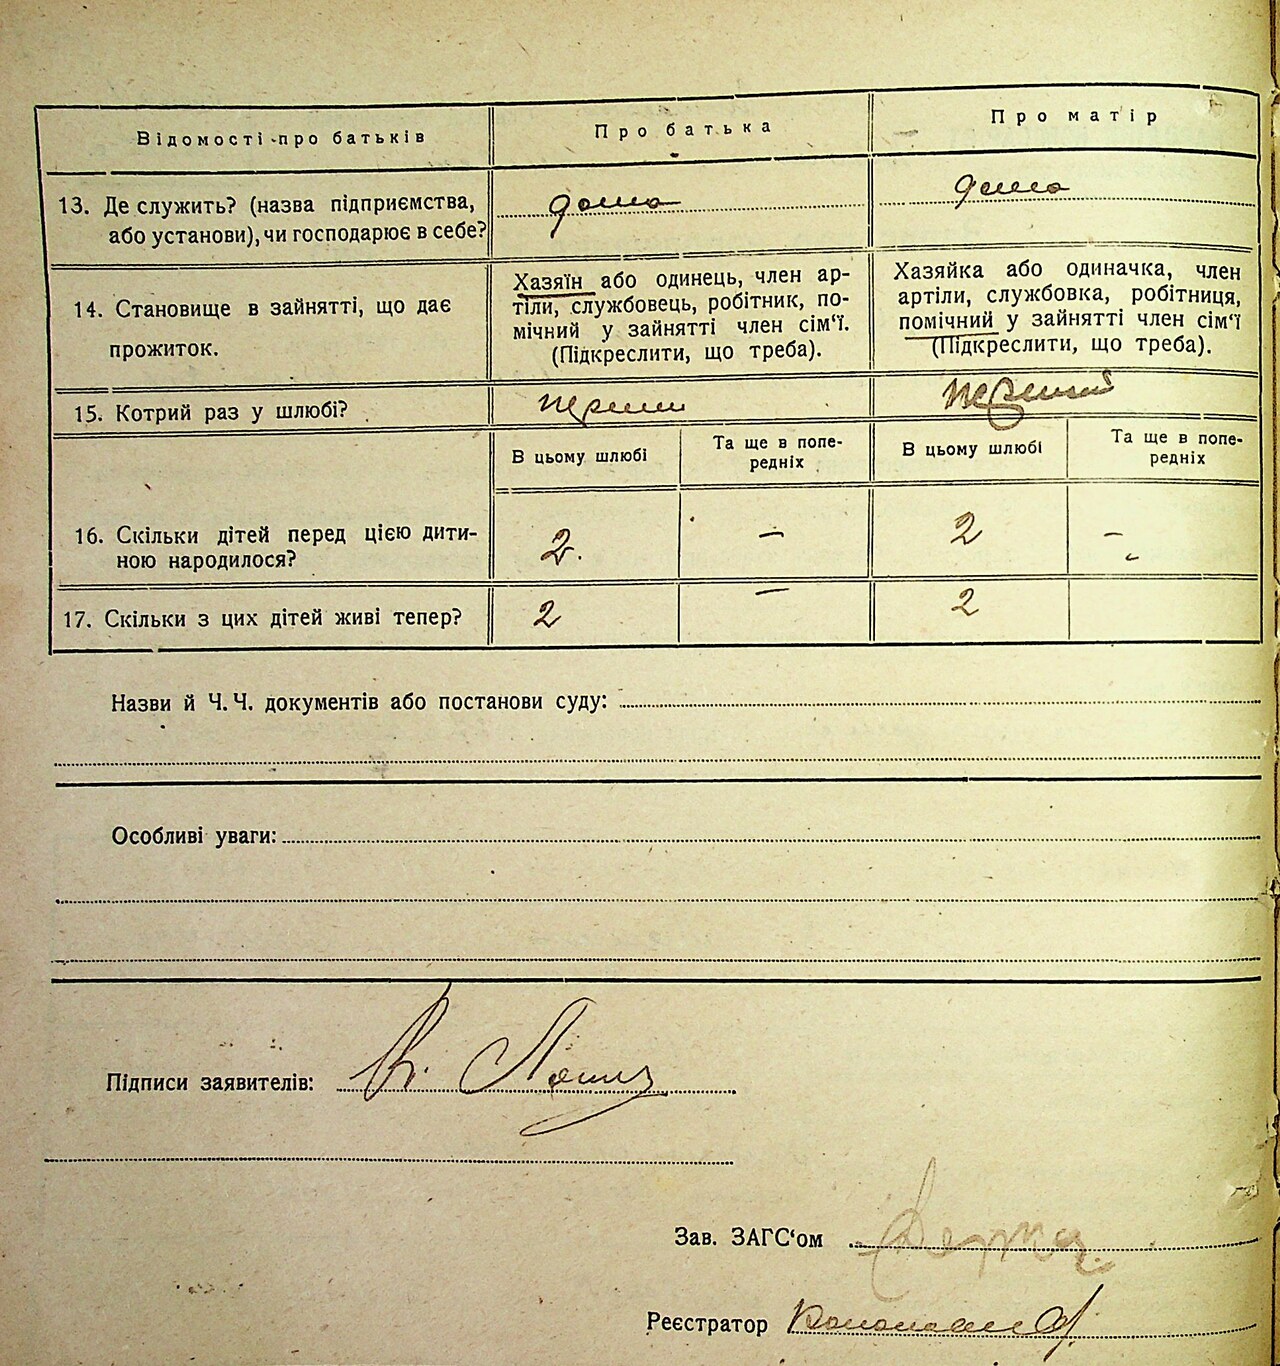 Відомості про батьків
Про батька
Про матір
13. Де служить? (назва підприємства,
або установи), чи господарює в себе?
дома
дома
14. Становище в зайнятті, що дає
прожиток.
Хазяїн або одинець, член ар-
тіли, службовець, робітник, по-
мічний у зайнятті член сім‘ї.
(Підкреслити, що треба).
Хазяйка або одиначка, член
артіли, службовка, робітниця,
помічний у зайнятті член сім‘ї
(Підкреслити, що треба).
15. Котрий раз у шлюбі?
В цьому шлюбі
Та ще в попе-
редніх
В цьому шлюбі
Та ще в попе-
редніх
16. Скільки дітей перед цією дити-
ною народилося?
2.
—
2
—
17. Скільки з цих дітей живі тепер?
2
—
2
Назви й Ч.Ч. документів або постанови суду:
Особливі уваги:
Підписи заявителів:
Зав. ЗАГС‘ом
Реєстратор